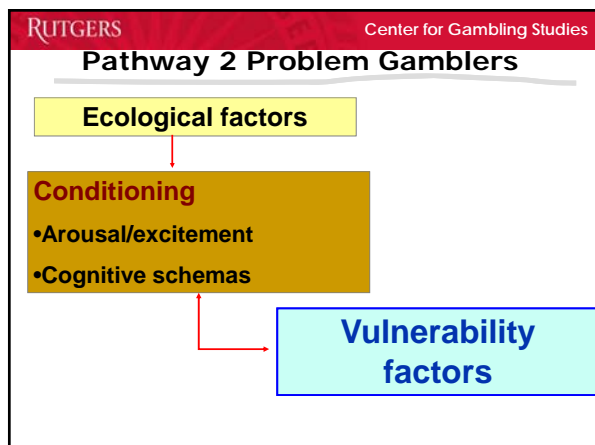 RUTGERS
Center for Gambling Studies
Pathway 2 Problem Gamblers
Ecological factors
Conditioning
•Arousal/excitement
•Cognitive schemas
Vulnerability
factors